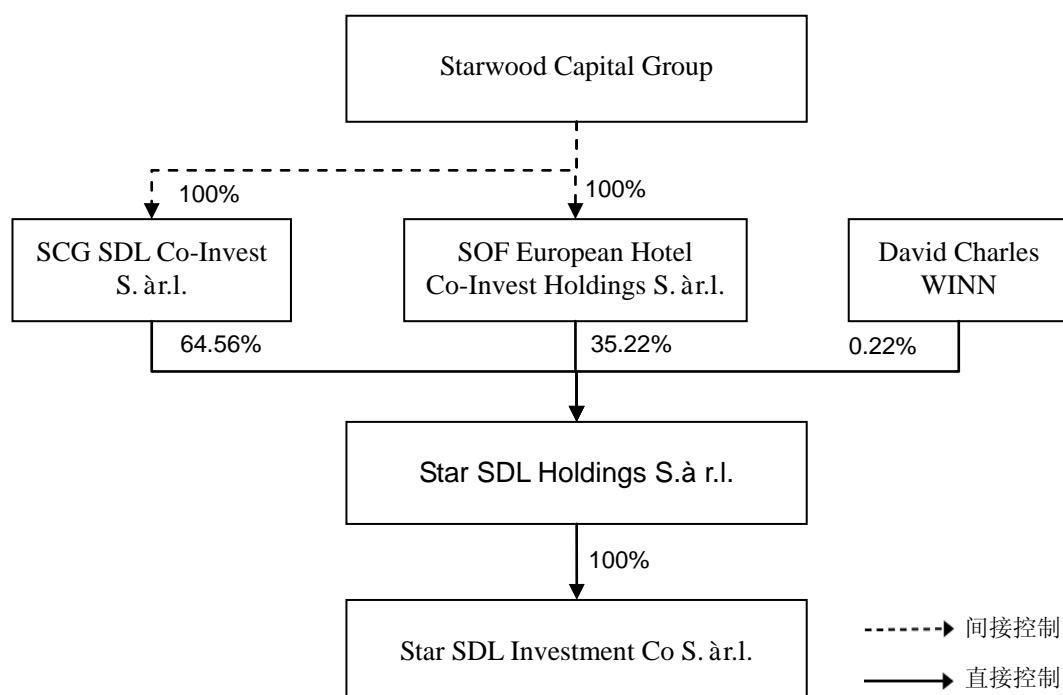 Starwood Capital Group
100%
100%
SCG SDL Co-Invest
S. àr.l.
SOF European Hotel
Co-Invest Holdings S. àr.l.
David Charles
WINN
64.56%
35.22%
0.22%
Star SDL Holdings S.à r.l.
100%
Star SDL Investment Co S. àr.l.
间接控制
直接控制